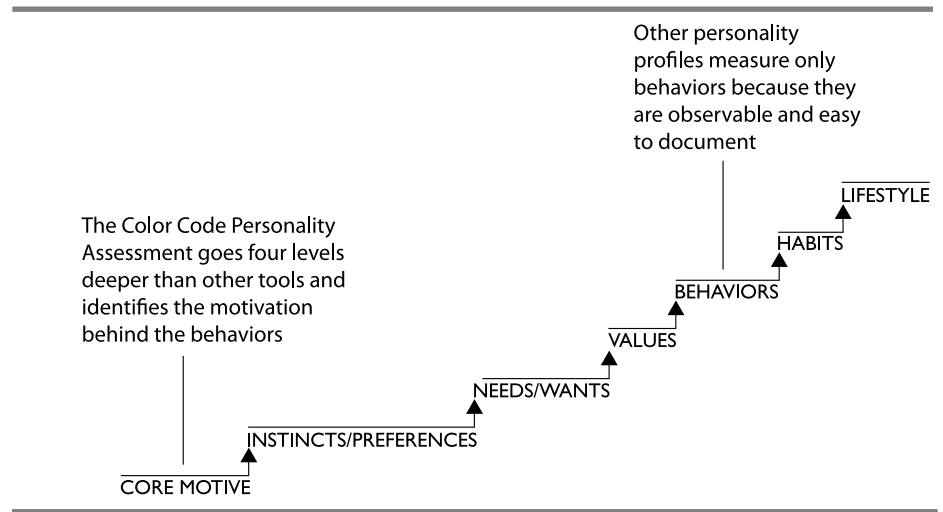 Other personality
profiles measure only
behaviors because they
are observable and easy
to document
LIFESTYLE
The Color Code Personality
Assessment goes four levels
deeper than other tools and
identifies the motivation
behind the behaviors
HABITS
BEHAVIORS
VALUES
NEEDS/WANTS
INSTINCTS/PREFERENCES
CORE MOTIVE